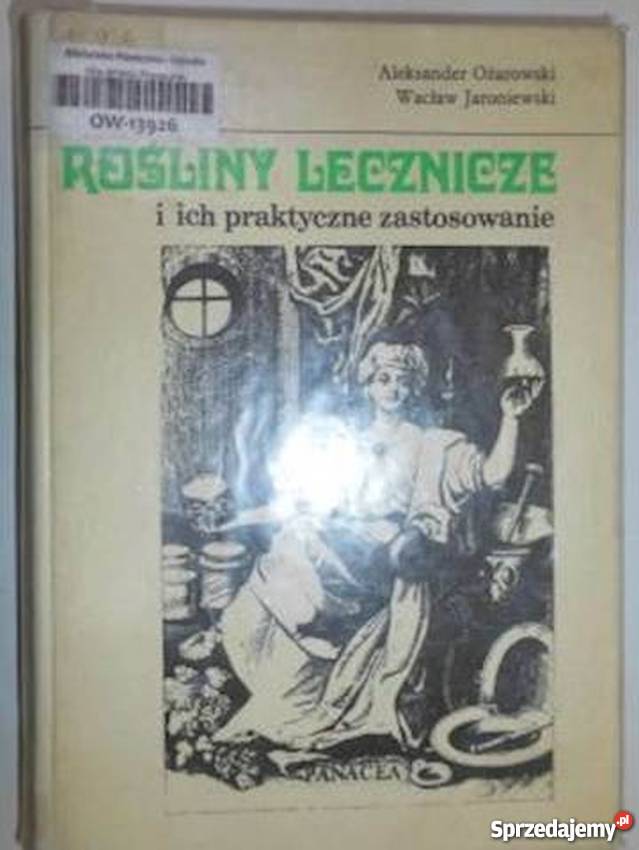 Aleksander Ożarowski
Wacław Jaroniewski
OW-13926
ROŚLINY LECZNICZE
i ich praktyczne zastosowanie
PANACEA
Sprzedajemy.pl